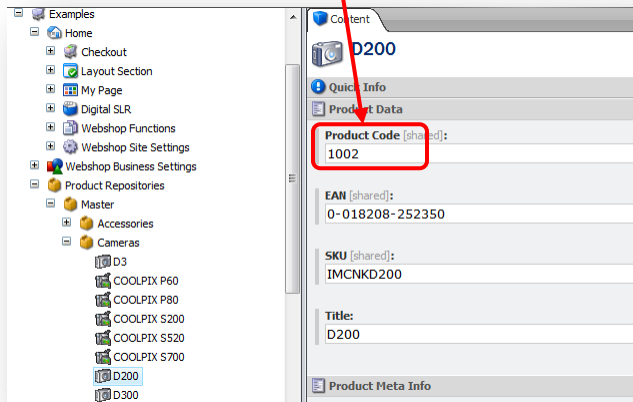 Examples
Home
Checkout
Layout Section
My Page
Digital SLR
Webshop Functions
Webshop Site Settings
Webshop Business Settings
Product Repositories
Master
Accessories
Cameras
D3
COOLPIX P60
COOLPIX P80
COOLPIX S200
COOLPIX S520
COOLPIX S700
D200
D300
Content
D200
Quick Info
Product Data
Product Code [shared]:
1002
EAN [shared]:
0-018208-252350
SKU [shared]:
IMCNKD200
Title:
D200
Product Meta Info